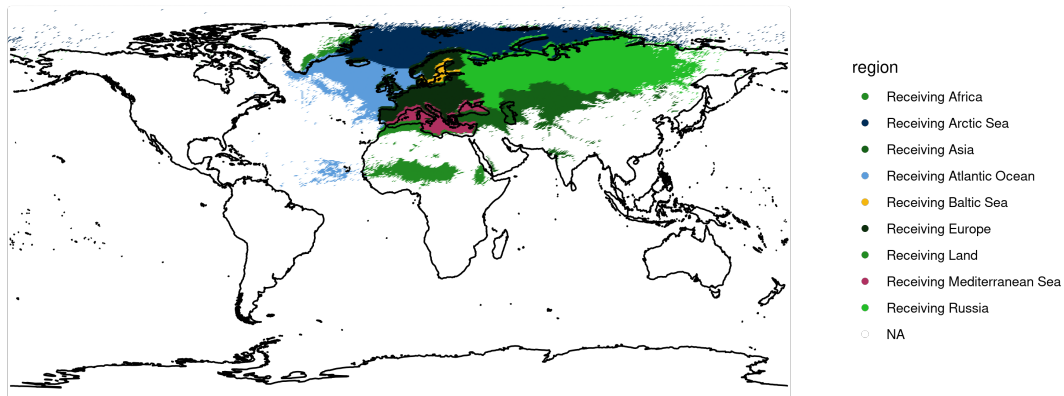 region
Receiving Africa
Receiving Arctic Sea
Receiving Asia
Receiving Atlantic Ocean
Receiving Baltic Sea
Receiving Europe
Receiving Land
Receiving Mediterranean Sea
Receiving Russia
NA